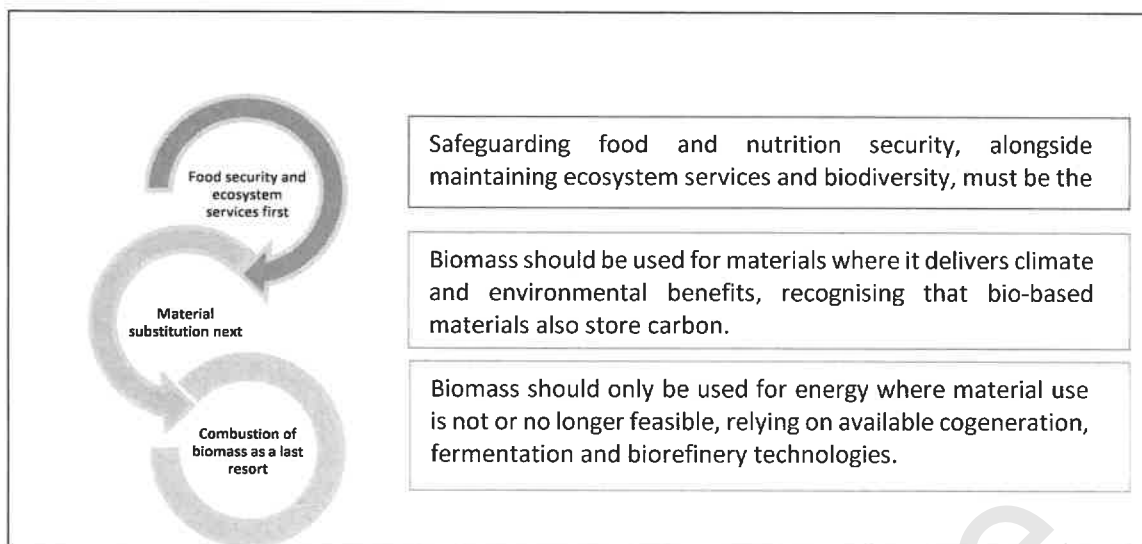 Food security and
ecosystem
services first
Safeguarding food and nutrition security, alongside
maintaining ecosystem services and biodiversity, must be the
Material
substitution next
Biomass should be used for materials where it delivers climate
and environmental benefits, recognising that bio-based
materials also store carbon.
Combustion of
biomass as a last
resort
Biomass should only be used for energy where material use
is not or no longer feasible, relying on available cogeneration,
fermentation and biorefinery technologies.